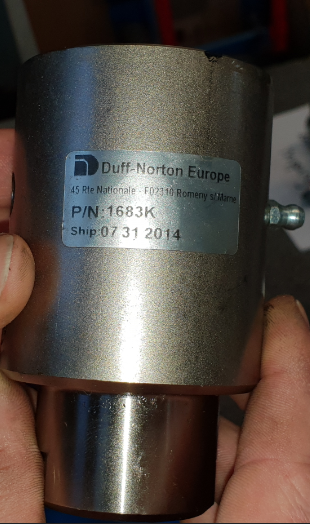 Duff-Norton Europe
45 Rte Nationale - F02310 Romeny s/ Marne
P/N:1683K
Ship:07 31 2014